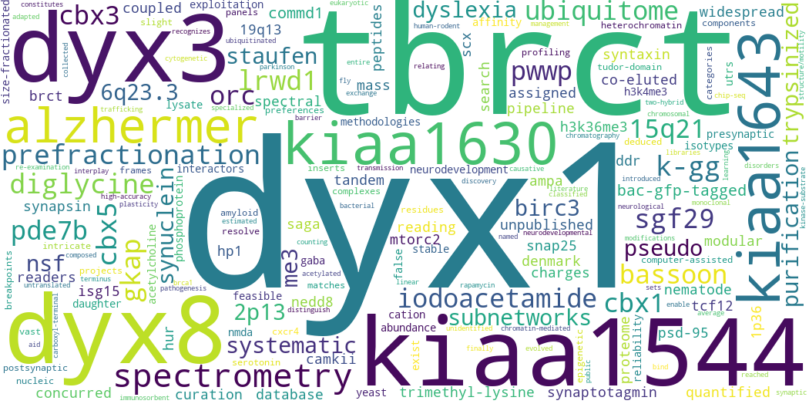 size-fractionated adapted constitutes recognizes cbx3 coupled exploitation panels commd1 slight dyslexia ubiquitome widespread components
dyx3 tbrct eukaryotic management human-rodent heterochromatin
collected ubiquitinated cytogenetic 19q13 staufen peptides scx affinity profiling categories utrs
brct 6q23.3 orc lrwd1 parkinson fly exchange entire relating mass search syntaxin pwwp tudor-domain h3k4me3 co-eluted two-hybrid
lysate spectral preferences barrier assigned pipeline chip-seq chromosomal
alzhermer trafficking specialized methodologies chromatography h3k36me3 15q21 deduced learning
kiaa1630 kiaa1643 trypsinized structure/motility
prefractionation re-examination interplay frames interactors inserts neurodevelopment causative ddr isotypes presynaptic
diglycine high-accuracy plasticity transmission discovery literature classified k-gg libraries introduced disorders
synapsin synuclein phosphoprotein tandem complexes ampa residues reading birc3 bac-gfp-tagged monoclonal kinase-substrate
pde7b cbx5 gkap acetylcholine amyloid estimated bacterial saga resolve counting unpublished neurodevelopmental named sgf29 neurological modifications purification
dyx1
intricate nsf composed hp1 me3 gaba mtorc2 stable snap25 denmark pseudo modular
breakpoints readers projects terminus untranslated isg15 acetylated matches false linear rapamycin charges bassoon computer-assisted sets enable
daughter pathogenesis feasible distinguish nedd8 iodoacetamide cbx1 tcf12 nematode average
dyx8 vast aid carboxyl-terminal hur 2p13 nmda cxcr4 cation subnetworks 1p36
systematic abundance unidentified chromatin-mediated psd-95 kiaa1544
postsynaptic nucleic spectrometry serotonin camkii exist finally evolved epigenetic public proteome reliability bind reached
concurred curation immunosorbent database yeast trimethyl-lysine synaptotagmin quantified synaptic